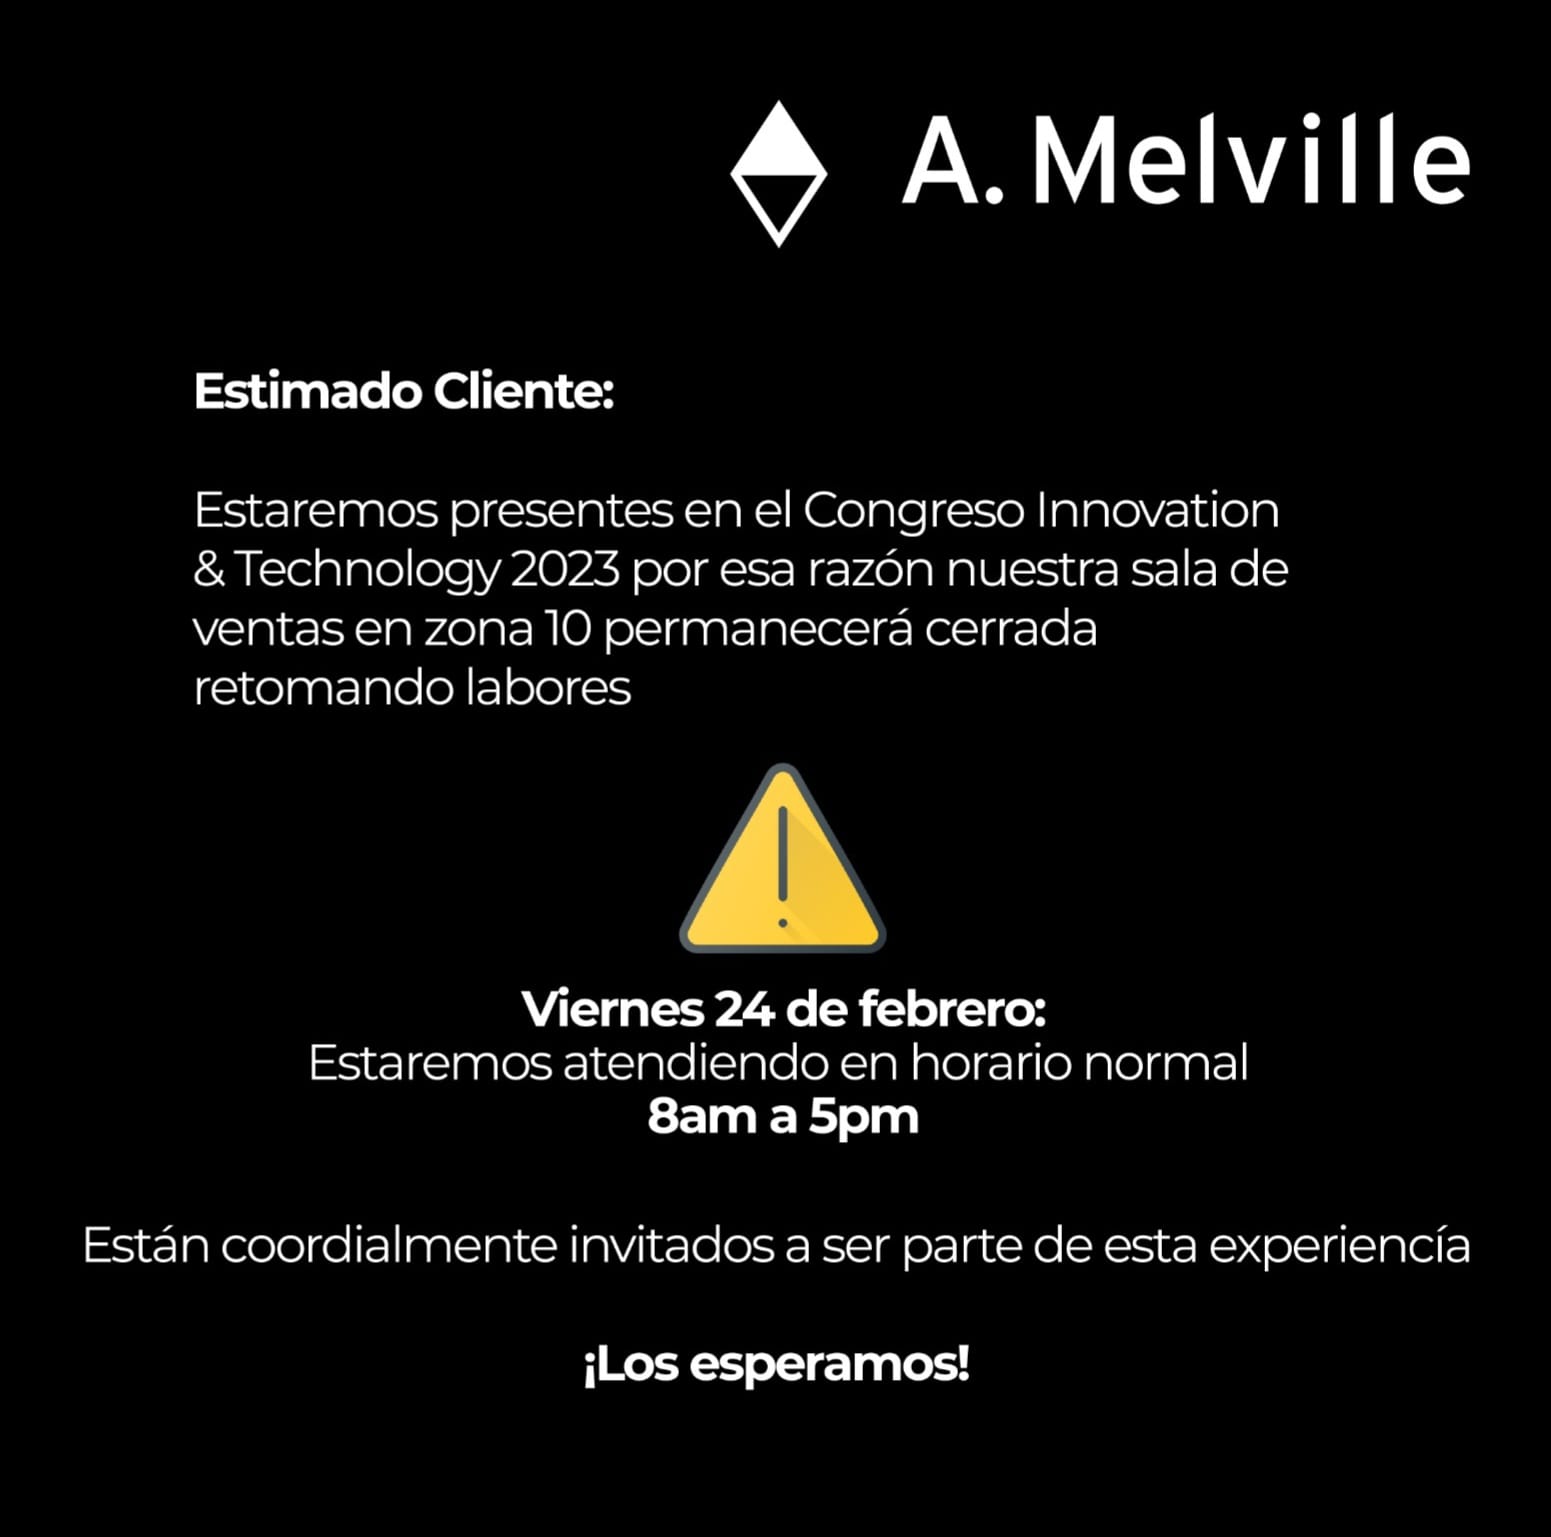 A. Melville
Estimado Cliente:
Estaremos presentes en el Congreso Innovation
& Technology 2023 por esa razón nuestra sala de
ventas en zona 10 permanecerá cerrada
retomando labores
Viernes 24 de febrero:
Estaremos atendiendo en horario normal
8am a 5pm
Están coordialmente invitados a ser parte de esta experiencía
¡Los esperamos!